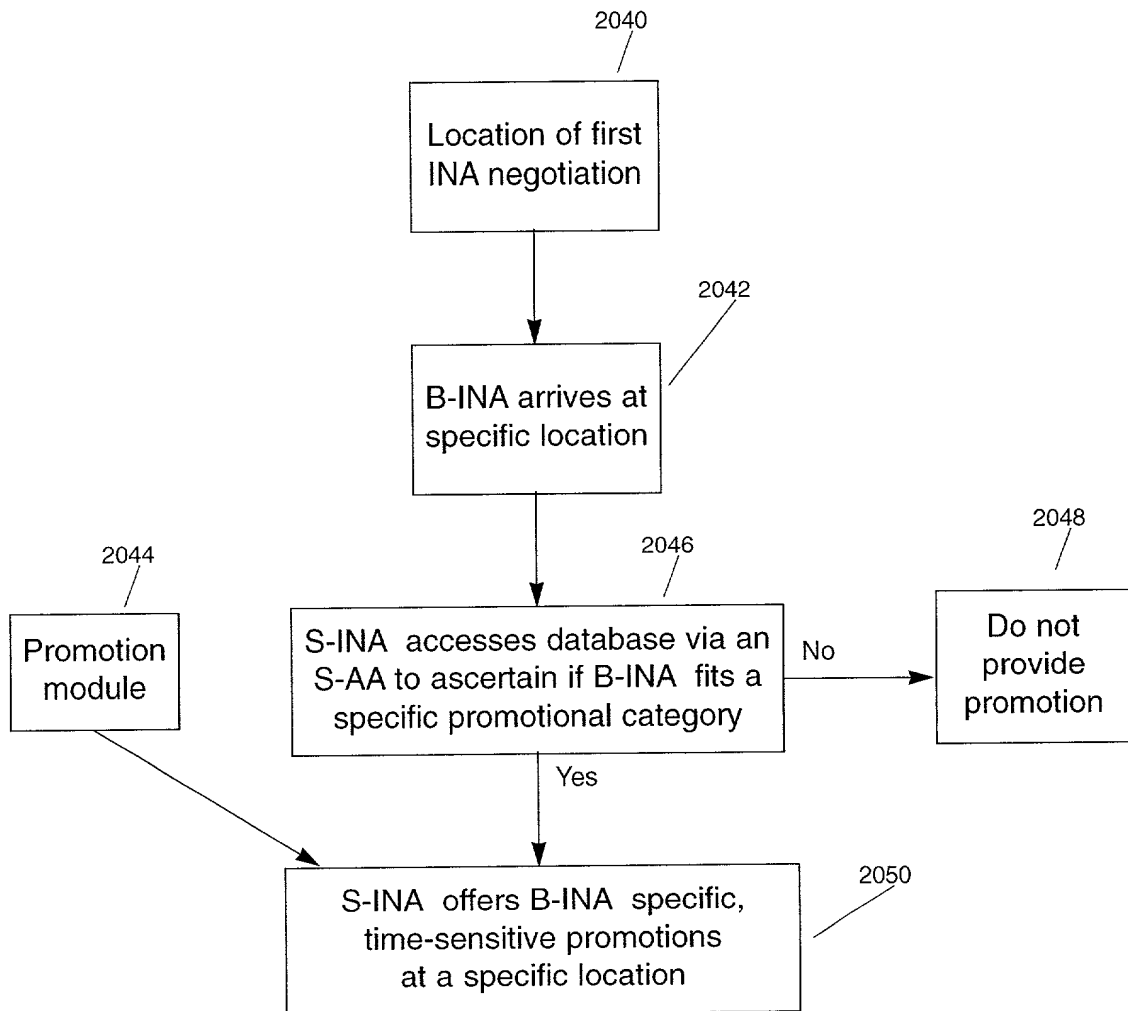 2040
Location of first
INA negotiation
2042
B-INA arrives at
specific location
2044
Promotion
module
2046
S-INA accesses database via an
S-AA to ascertain if B-INA fits a
specific promotional category
No
2048
Do not
provide
promotion
Yes
2050
S-INA offers B-INA specific,
time-sensitive promotions
at a specific location